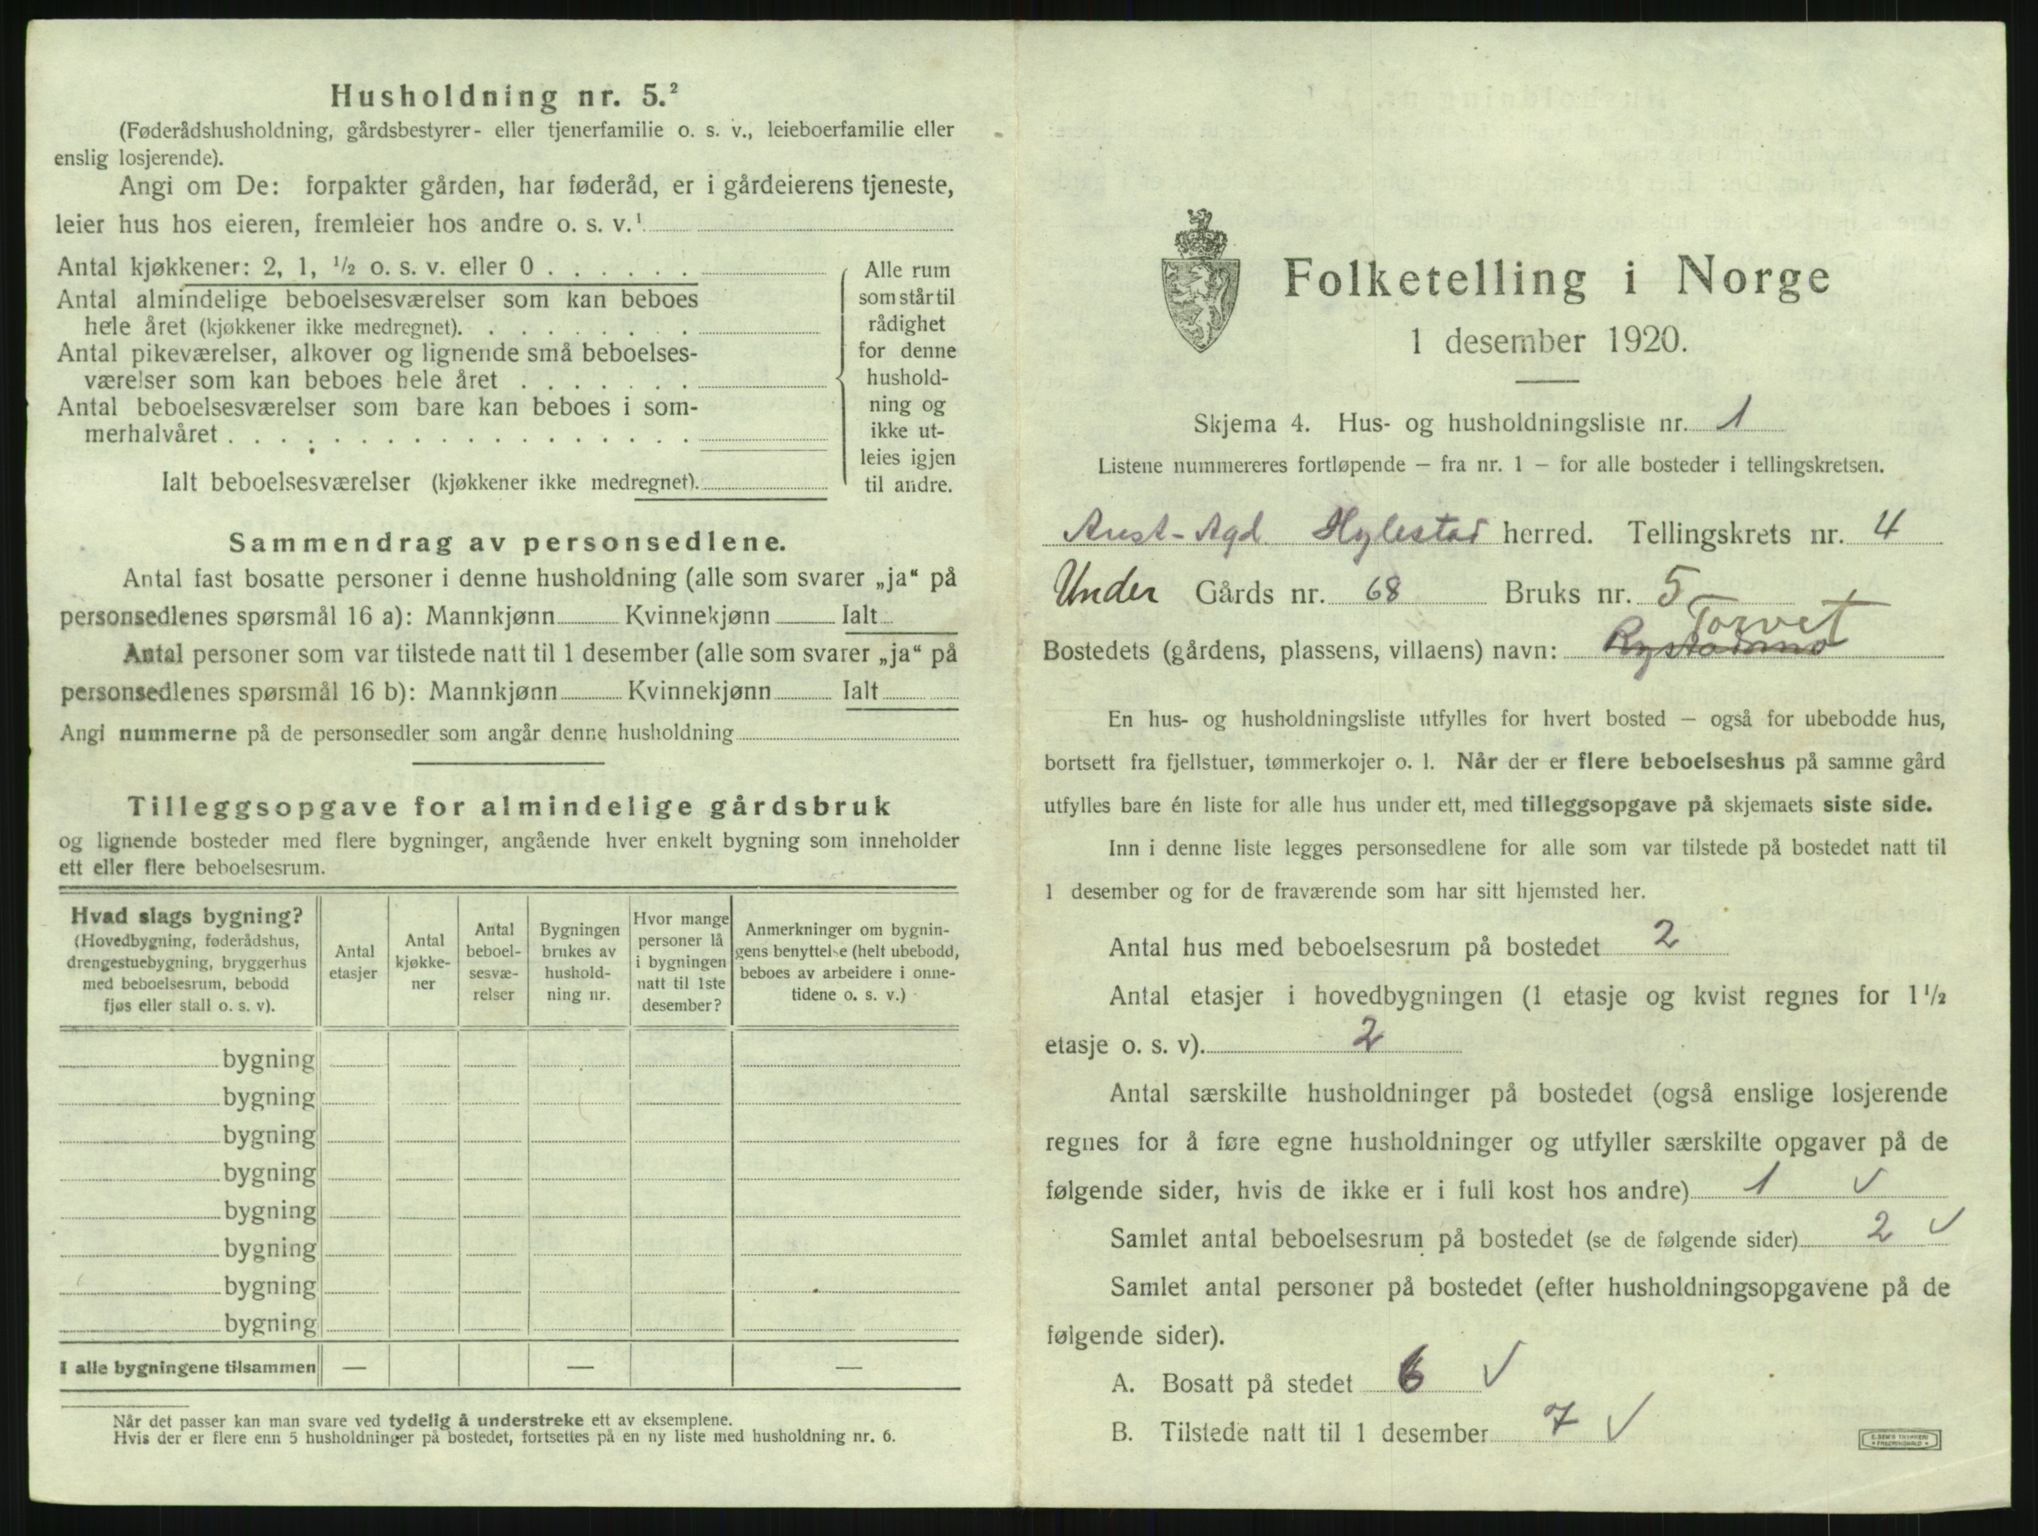 Husholdning nr. 5.²
(Føderådshusholdning, gårdsbestyrer- eller tjenerfamilie o. s. v., leieboerfamilie eller
enslig losjerende).
Angi om De: forpakter gården, har føderåd, er i gårdeierens tjeneste,
leier hus hos eieren, fremleier hos andre o. s. v.¹
Antal kjøkkener: 2, 1, ½ o. s. v. eller 0 . . . . . .
Antal almindelige beboelsesværelser som kan beboes
hele året (kjøkkener ikke medregnet). . . . . . . . .
Antal pikeværelser, alkover og lignende små beboelses-
værelser som kan beboes hele året . . . . . . .
Antal beboelsesværelser som bare kan beboes i som-
merhalvåret . . . . . . . . . . . . . . . . . .
Ialt beboelsesværelser (kjøkkener ikke medregnet).
Alle rum
som står til
rådighet
for denne
hushold-
ning og
ikke ut-
leies igjen
til andre.
Sammendrag av personsedlene.
Antal fast bosatte personer i denne husholdning (alle som svarer „ja“ på
personsedlenes spørsmål 16 a): Mannkjønn Kvinnekjønn Ialt
Antal personer som var tilstede natt til 1 desember (alle som svarer „ja“ på
personsedlenes spørsmål 16 b): Mannkjønn Kvinnekjønn Ialt
Angi nummerne på de personsedler som angår denne husholdning
Tilleggsopgave for almindelige gårdsbruk
og lignende bosteder med flere bygninger, angående hver enkelt bygning som inneholder
ett eller flere beboelsesrum.
Hvad slags bygning?
(Hovedbygning, føderådshus,
drengestuebygning, bryggerhus
med beboelsesrum, bebodd
fjøs eller stall o. s. v).
Antal
etasjer
Antal
kjøkke-
ner
Antal
beboel-
sesvæ-
relser
Bygningen
brukes av
hushold-
ning nr.
Hvor mange
personer lå
i bygningen
natt til 1ste
desember?
Anmerkninger om bygnin-
gens benyttelse (helt ubebodd,
beboes av arbeidere i onne-
tidene o. s. v.)
bygning
bygning
bygning
bygning
bygning
bygning
bygning
bygning
I alle bygningene tilsammen — — —
Når det passer kan man svare ved tydelig å understreke ett av eksemplene.
Hvis der er flere enn 5 husholdninger på bostedet, fortsettes på en ny liste med husholdning nr. 6.
Folketelling i Norge
1 desember 1920.
Skjema 4. Hus- og husholdningsliste nr. 1
Listene nummereres fortløpende — fra nr. 1 — for alle bosteder i tellingskretsen.
Aust-Agd Hylestad herred. Tellingskrets nr. 4
Under Gårds nr. 68 Bruks nr. 5
Torvet
Bostedets (gårdens, plassens, villaens) navn:
En hus- og husholdningsliste utfylles for hvert bosted — også for ubebodde hus,
bortsett fra fjellstuer, tømmerkojer o. l. Når der er flere beboelseshus på samme gård
utfylles bare én liste for alle hus under ett, med tilleggsopgave på skjemaets siste side.
Inn i denne liste legges personsedlene for alle som var tilstede på bostedet natt til
1 desember og for de fraværende som har sitt hjemsted her.
Antal hus med beboelsesrum på bostedet 2
Antal etasjer i hovedbygningen (1 etasje og kvist regnes for 1½
etasje o. s. v). 2
Antal særskilte husholdninger på bostedet (også enslige losjerende
regnes for å føre egne husholdninger og utfyller særskilte opgaver på de
følgende sider, hvis de ikke er i full kost hos andre) 1 ✓
Samlet antal beboelsesrum på bostedet (se de følgende sider) 2 ✓
Samlet antal personer på bostedet (efter husholdningsopgavene på de
følgende sider).
A. Bosatt på stedet 6 ✓
B. Tilstede natt til 1 desember 7 ✓